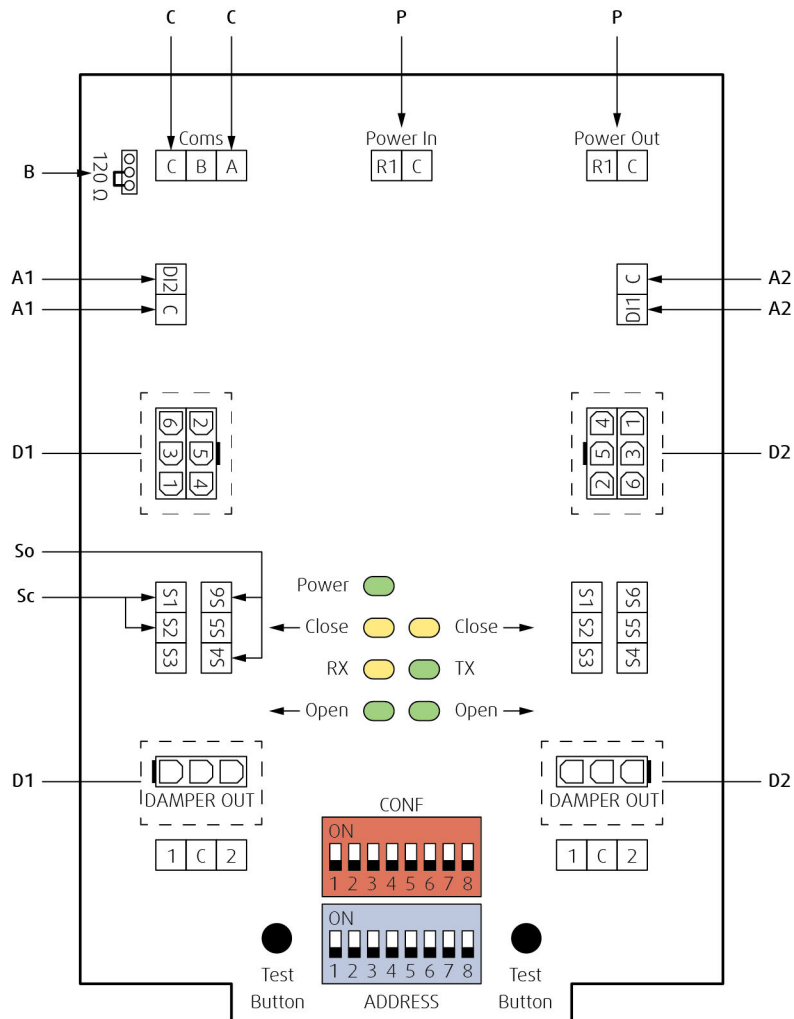 C C P P
Coms Power In Power Out
C B A R1 C R1 C
B
120 Ω
A1 DI2 C A2
A1 C DI1 A2
6 2 4 1
D1 3 5 5 3 D2
1 4 2 6
So
Power
Sc S1 S6 S1 S6
S2 S5 Close Close S2 S5
S3 S4 RX TX S3 S4
Open Open
D1 D2
DAMPER OUT DAMPER OUT
CONF
1 C 2 ON 1 C 2
1 2 3 4 5 6 7 8
ON
1 2 3 4 5 6 7 8
Test Button
ADDRESS
Test Button